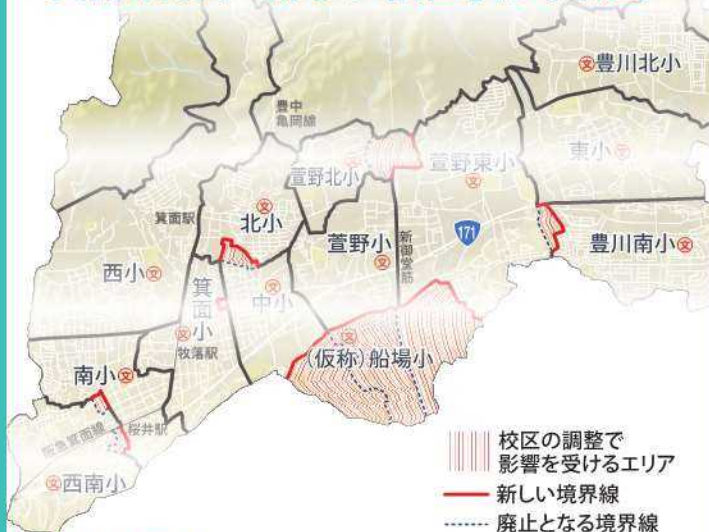 豊川北小
豊中
亀岡線
萱野東小
東小
萱野北小
箕面駅
北小
萱野小
新御堂筋
171
豊川南小
西小
箕面小
中小
牧落駅
(仮称)船場小
南小
阪急箕面線
桜井駅
西南小
校区の調整で
影響を受けるエリア
新しい境界線
廃止となる境界線